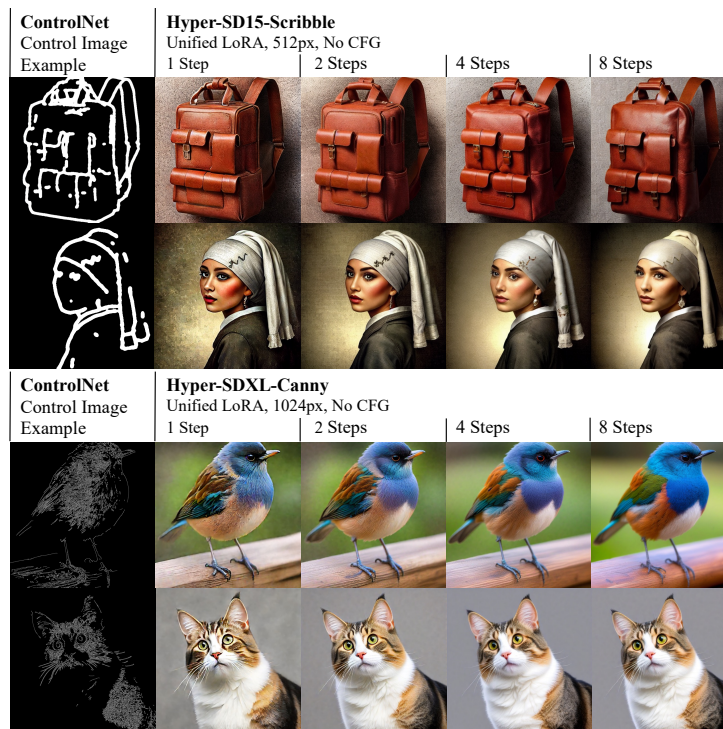 ControlNet
Control Image
Example
Hyper-SD15-Scribble
Unified LoRA, 512px, No CFG
1 Step
2 Steps
4 Steps
8 Steps
ControlNet
Control Image
Example
Hyper-SDXL-Canny
Unified LoRA, 1024px, No CFG
1 Step
2 Steps
4 Steps
8 Steps